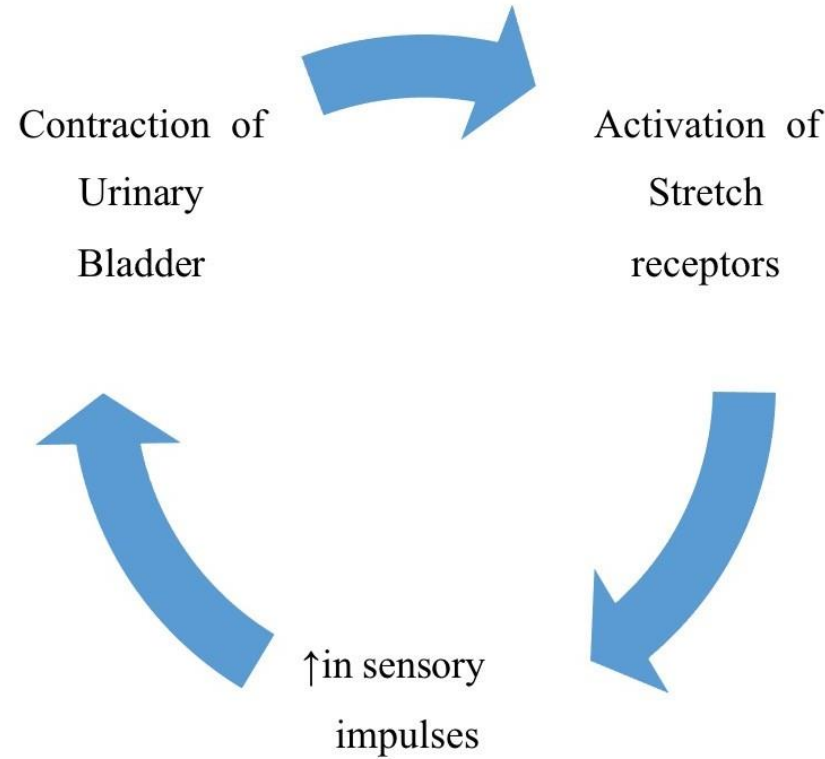 Contraction of
Urinary
Bladder
Activation of
Stretch
receptors
↑in sensory
impulses